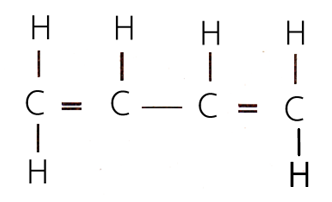 H H H H
C = C — C = C
H H